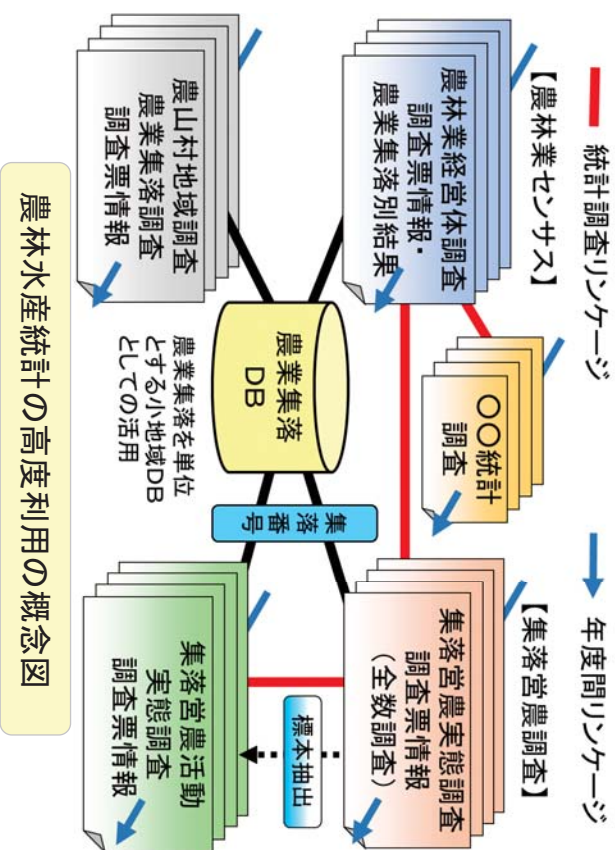 統計調査リンケージ
年度間リンケージ
【農林業センサス】
【集落営農調査】
農林業経営体調査
調査票情報・
農業集落別結果
〇〇統計
調査
集落営農実態調査
調査票情報
（全数調査）
農業集落
DB
集落番号
標本抽出
農業集落を単位
とする小地域DB
としての活用
農山村地域調査
農業集落調査
調査票情報
集落営農活動
実態調査
調査票情報
農林水産統計の高度利用の概念図